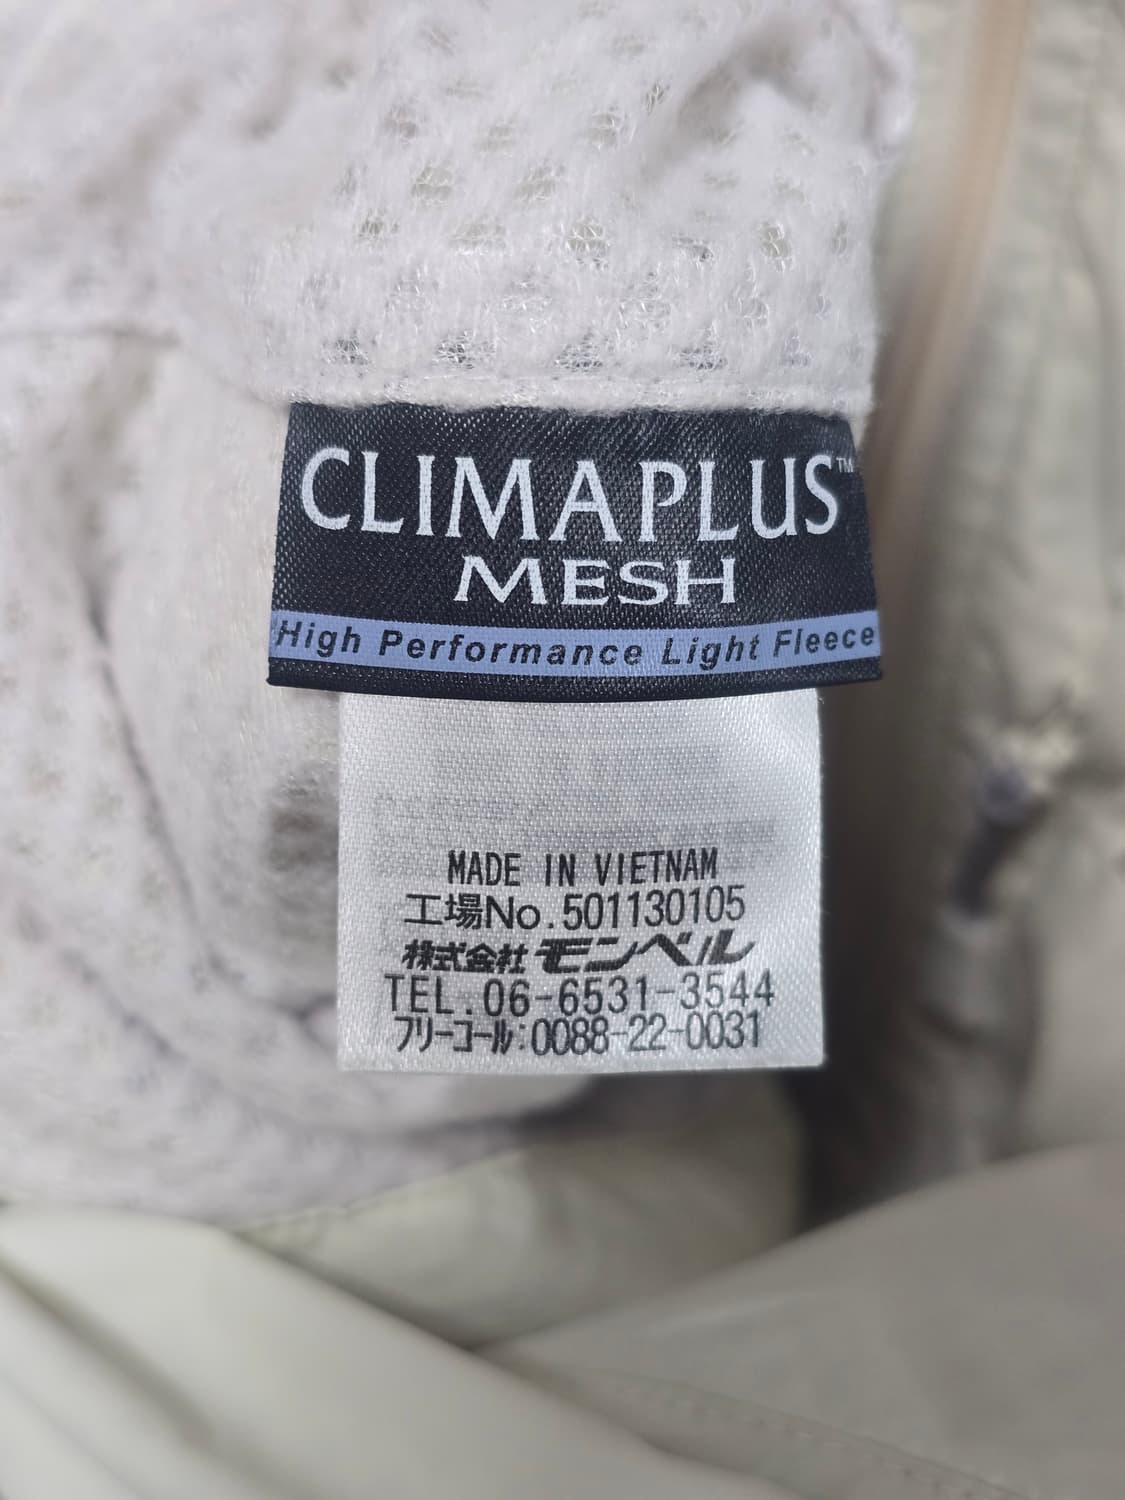 CLIMAPLUS™
MESH
High Performance Light Fleece
MADE IN VIETNAM
工場No.501130105
株式会社 モンベル
TEL.06-6531-3544
フリーコール:0088-22-0031